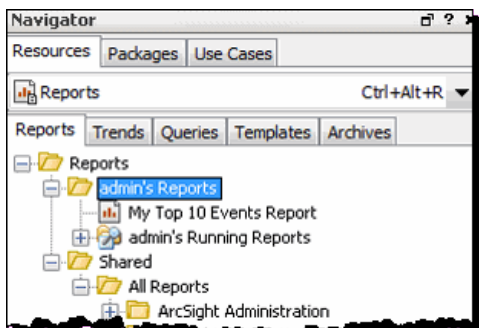 Navigator ?
Resources Packages Use Cases
Reports Ctrl+Alt+R
Reports Trends Queries Templates Archives
Reports
admin's Reports
My Top 10 Events Report
admin's Running Reports
Shared
All Reports
ArcSight Administration